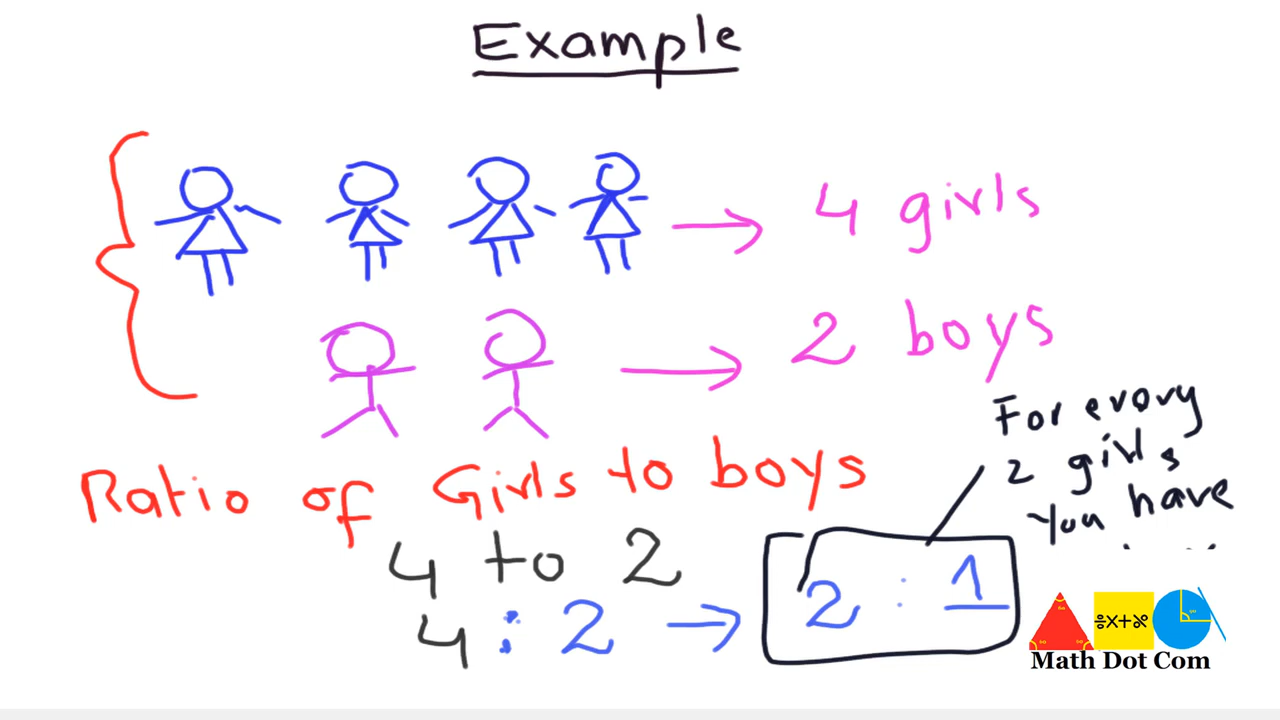 Example
4 girls
2 boys
For every
2 girls
You have
Ratio of Girls to boys
4 to 2
4 : 2 → 2 : 1
÷×+
Math Dot Com